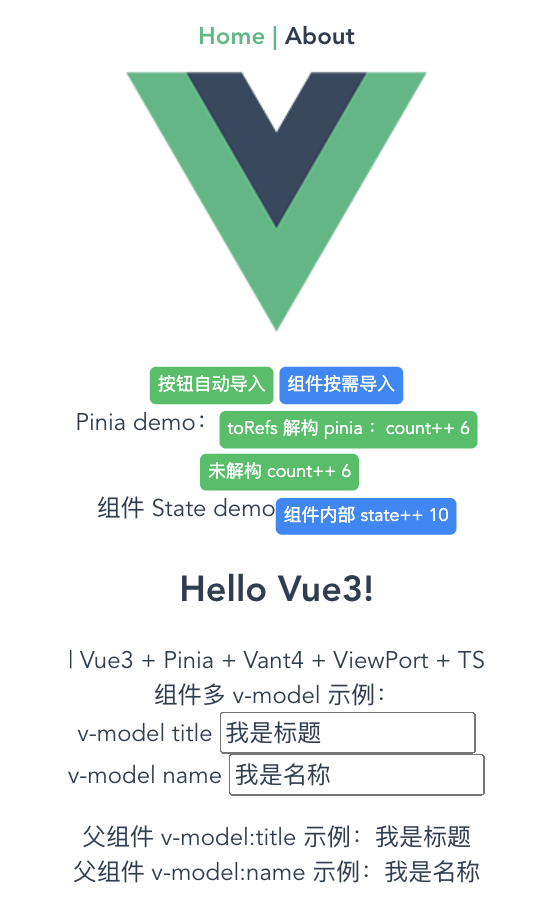 Home | About
按钮自动导入 组件按需导入
Pinia demo： toRefs 解构 pinia ：count++ 6
未解构 count++ 6
组件 State demo 组件内部 state++ 10
Hello Vue3!
| Vue3 + Pinia + Vant4 + ViewPort + TS
组件多 v-model 示例：
v-model title 我是标题
v-model name 我是名称
父组件 v-model:title 示例：我是标题
父组件 v-model:name 示例：我是名称